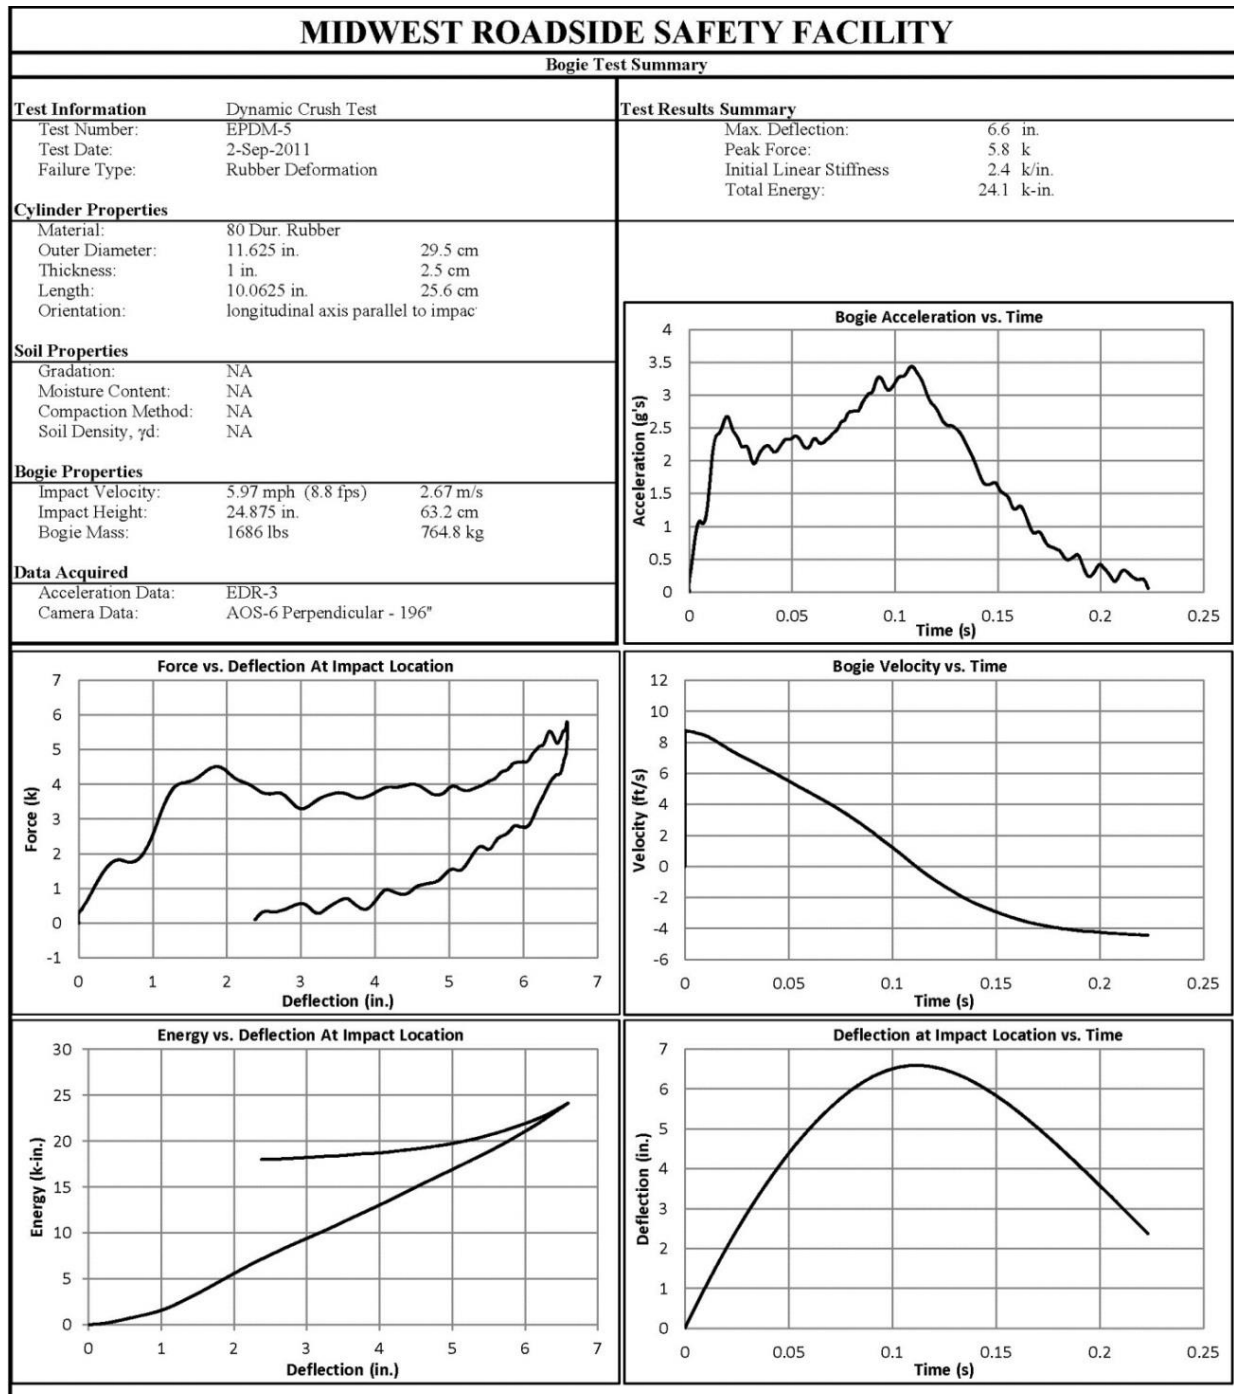 MIDWEST ROADSIDE SAFETY FACILITY
Bogie Test Summary
Test Information Dynamic Crush Test
Test Number: EPDM-5
Test Date: 2-Sep-2011
Failure Type: Rubber Deformation
Cylinder Properties
Material: 80 Dur. Rubber
Outer Diameter: 11.625 in. 29.5 cm
Thickness: 1 in. 2.5 cm
Length: 10.0625 in. 25.6 cm
Orientation: longitudinal axis parallel to impac
Soil Properties
Gradation: NA
Moisture Content: NA
Compaction Method: NA
Soil Density, γd: NA
Bogie Properties
Impact Velocity: 5.97 mph (8.8 fps) 2.67 m/s
Impact Height: 24.875 in. 63.2 cm
Bogie Mass: 1686 lbs 764.8 kg
Data Acquired
Acceleration Data: EDR-3
Camera Data: AOS-6 Perpendicular - 196"
Test Results Summary
Max. Deflection: 6.6 in.
Peak Force: 5.8 k
Initial Linear Stiffness 2.4 k/in.
Total Energy: 24.1 k-in.
Bogie Acceleration vs. Time
Acceleration (g's)
4
3.5
3
2.5
2
1.5
1
0.5
0
0 0.05 0.1 0.15 0.2 0.25
Time (s)
Force vs. Deflection At Impact Location
Force (k)
7
6
5
4
3
2
1
0
-1
0 1 2 3 4 5 6 7
Deflection (in.)
Bogie Velocity vs. Time
Velocity (ft/s)
12
10
8
6
4
2
0
-2
-4
-6
0 0.05 0.1 0.15 0.2 0.25
Time (s)
Energy vs. Deflection At Impact Location
Energy (k-in.)
30
25
20
15
10
5
0
0 1 2 3 4 5 6 7
Deflection (in.)
Deflection at Impact Location vs. Time
Deflection (in.)
7
6
5
4
3
2
1
0
0 0.05 0.1 0.15 0.2 0.25
Time (s)